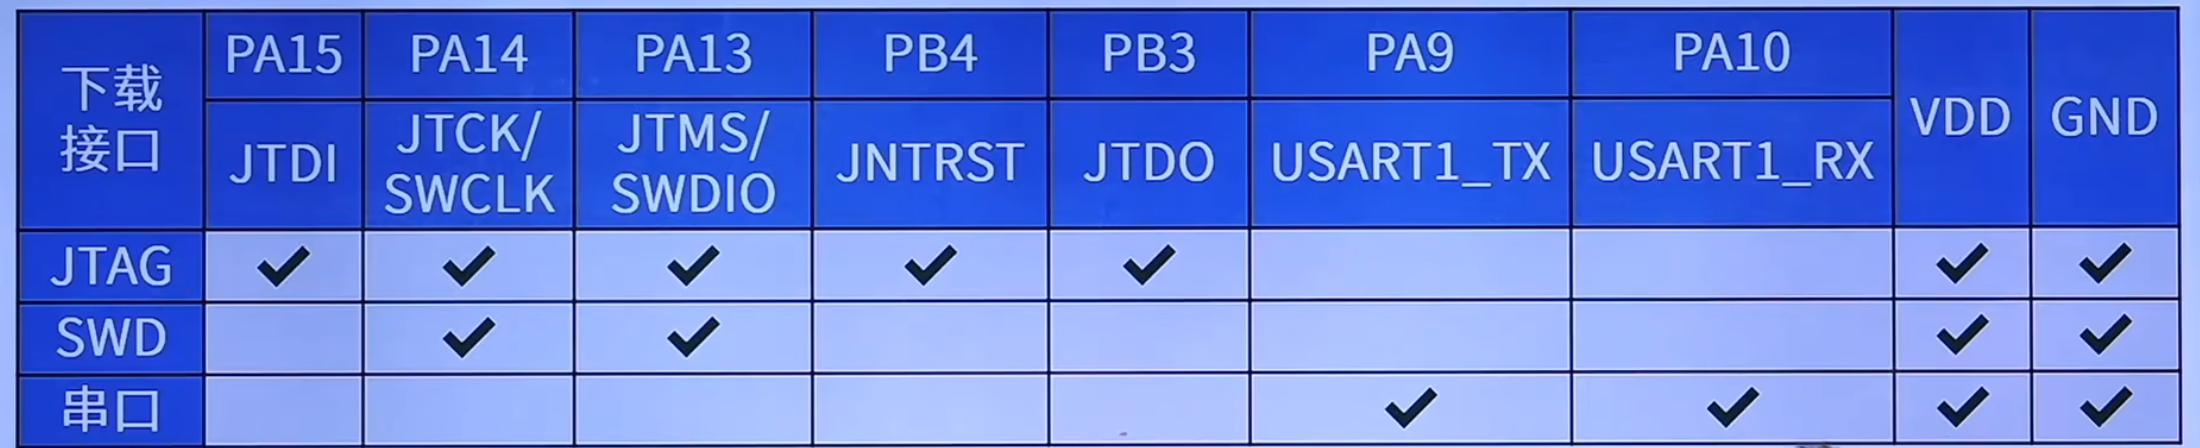 下载
接口
PA15
PA14
PA13
PB4
PB3
PA9
PA10
VDD
GND
JTDI
JTCK/
SWCLK
JTMS/
SWDIO
JNTRST
JTDO
USART1_TX
USART1_RX
JTAG ✓ ✓ ✓ ✓ ✓ ✓ ✓
SWD ✓ ✓ ✓ ✓
串口 ✓ ✓ ✓ ✓